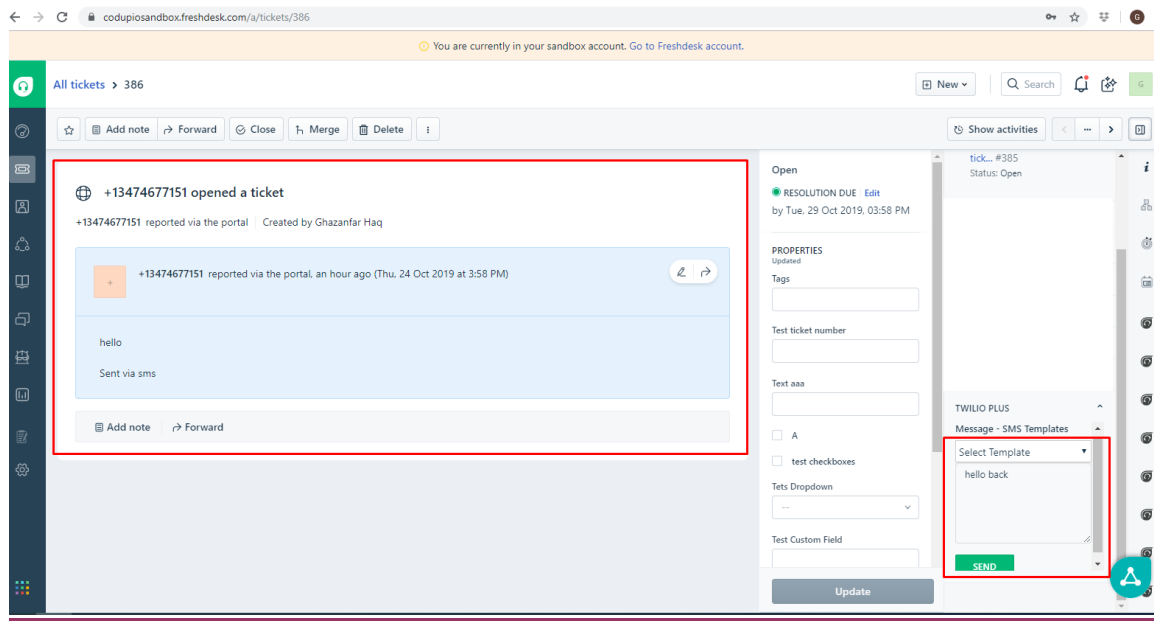 codupiosandbox.freshdesk.com/a/tickets/386
G
You are currently in your sandbox account. Go to Freshdesk account.
All tickets > 386
New
Search
G
Add note
Forward
Close
Merge
Delete
Show activities
+13474677151 opened a ticket
+13474677151 reported via the portal
Created by Ghazanfar Haq
+
+13474677151 reported via the portal, an hour ago (Thu, 24 Oct 2019 at 3:58 PM)
hello
Sent via sms
Add note
Forward
Open
RESOLUTION DUE Edit
by Tue, 29 Oct 2019, 03:58 PM
PROPERTIES
Updated
Tags
Test ticket number
Text aaa
A
test checkboxes
Tets Dropdown
--
Test Custom Field
Update
tick... #385
Status: Open
TWILIO PLUS
Message - SMS Templates
Select Template
hello back
SEND